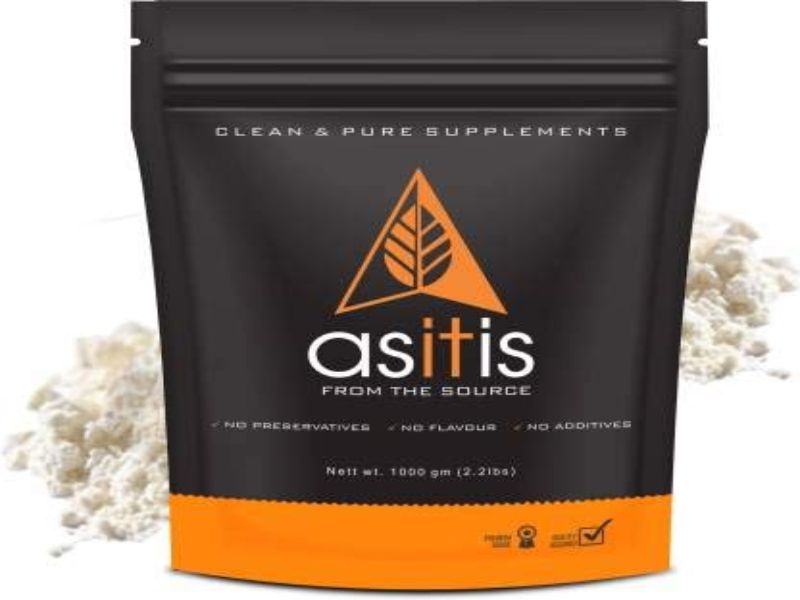 CLEAN & PURE SUPPLEMENTS
asitis
FROM THE SOURCE
✓ NO PRESERVATIVES ✓ NO FLAVOUR ✓ NO ADDITIVES
Nett wt. 1000 gm (2.2lbs)